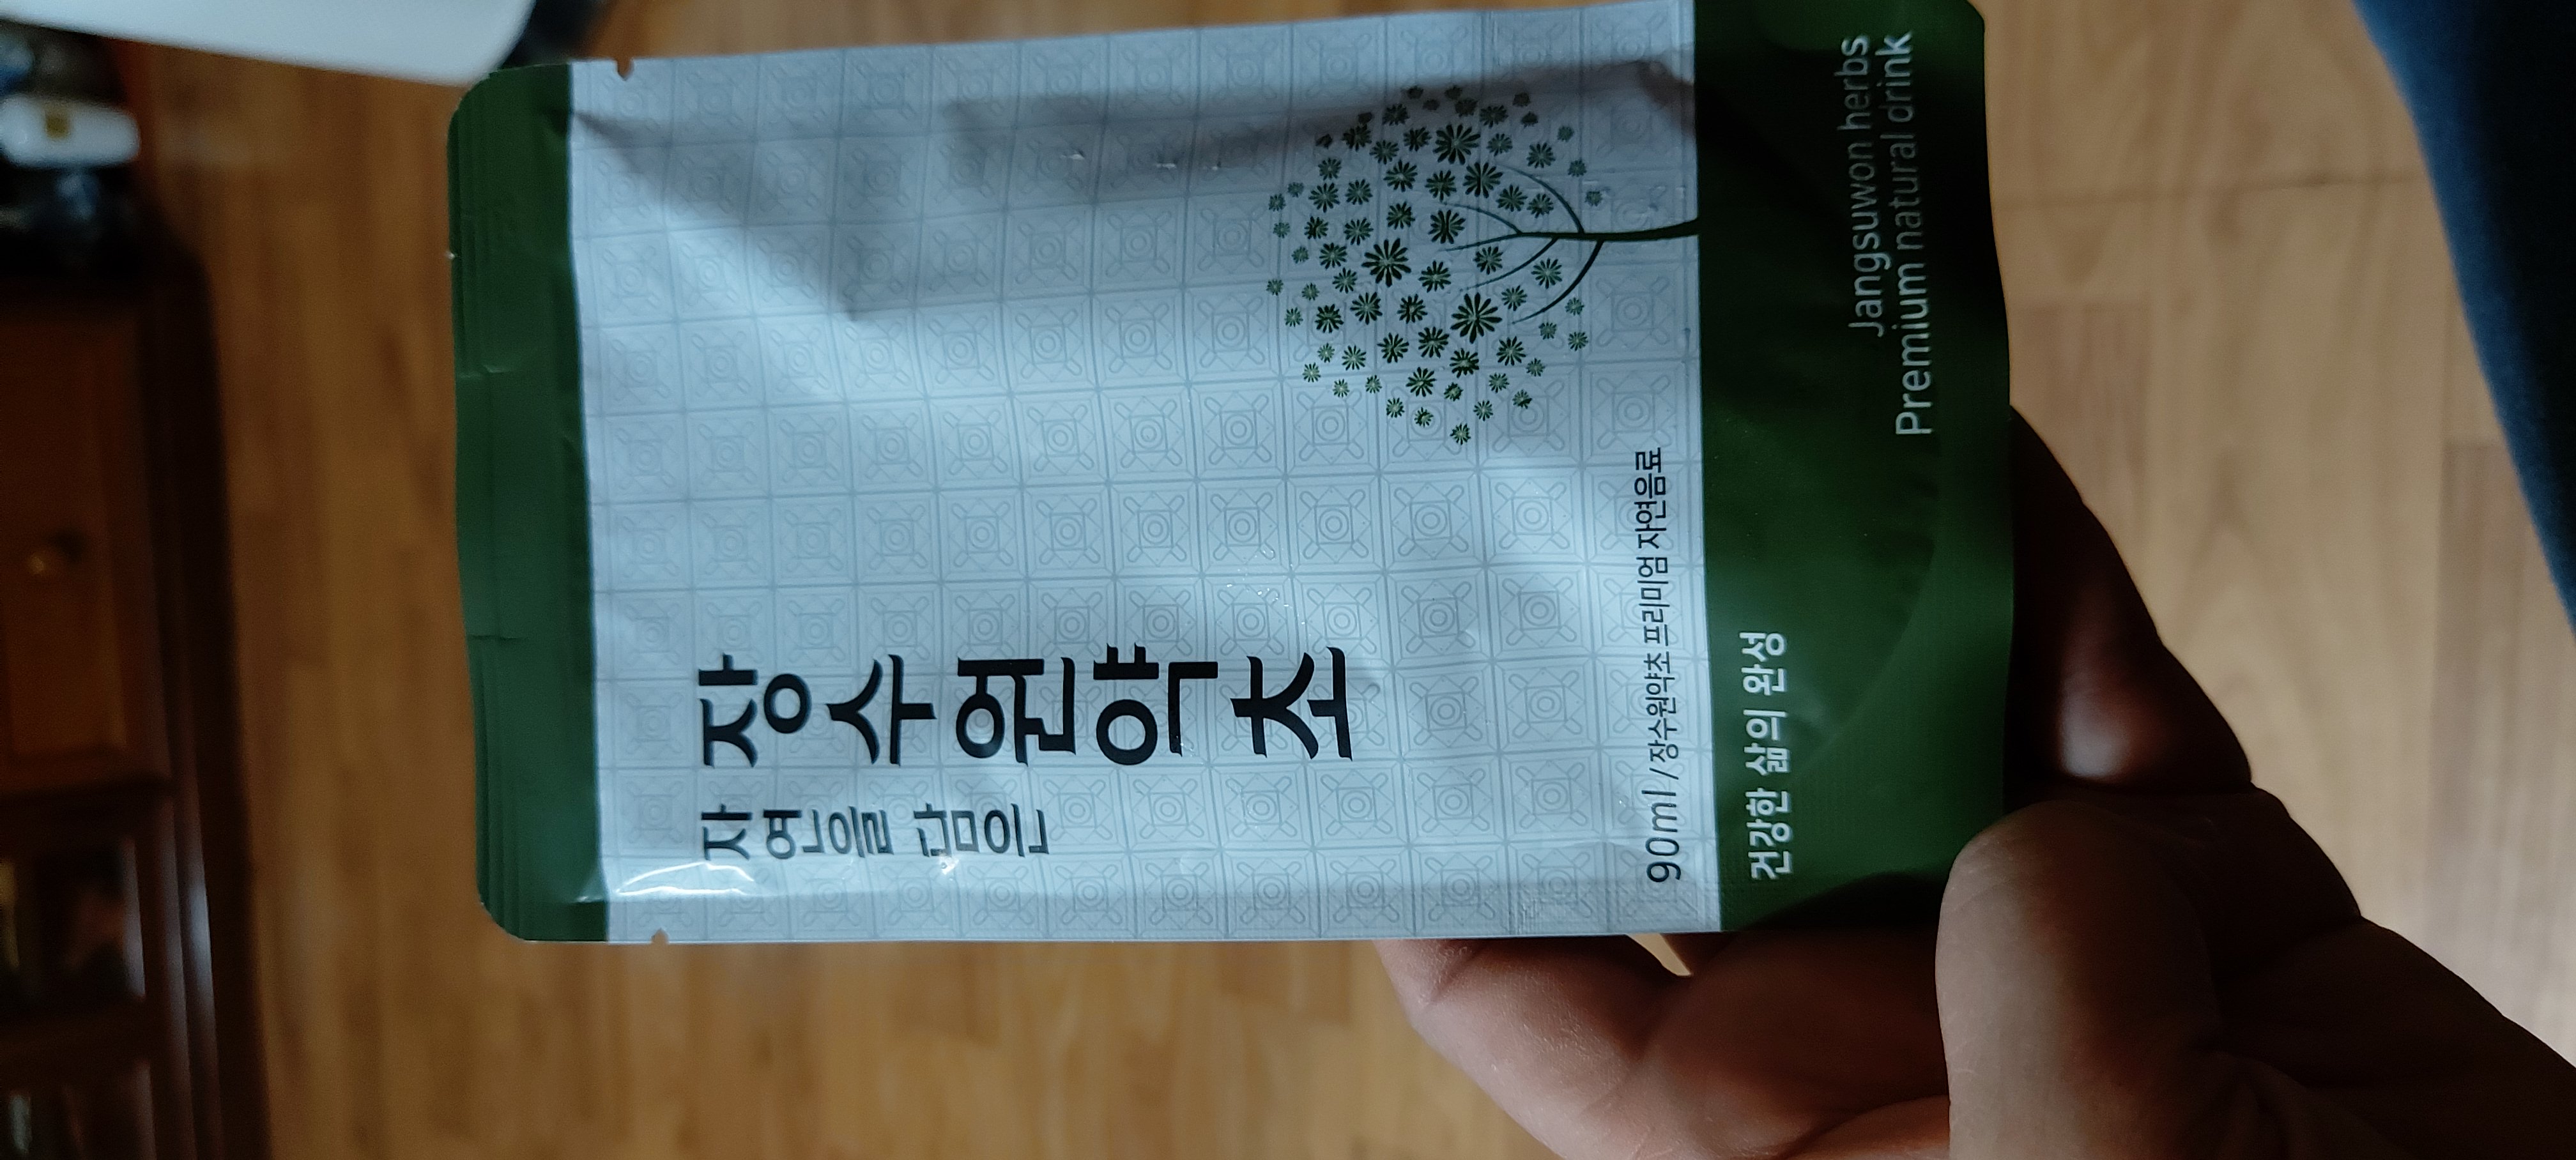 자연을 담은
장수원약초
90ml / 장수원약초 프리미엄 자연음료
건강한 삶의 완성
Jangsuwon herbs
Premium natural drink